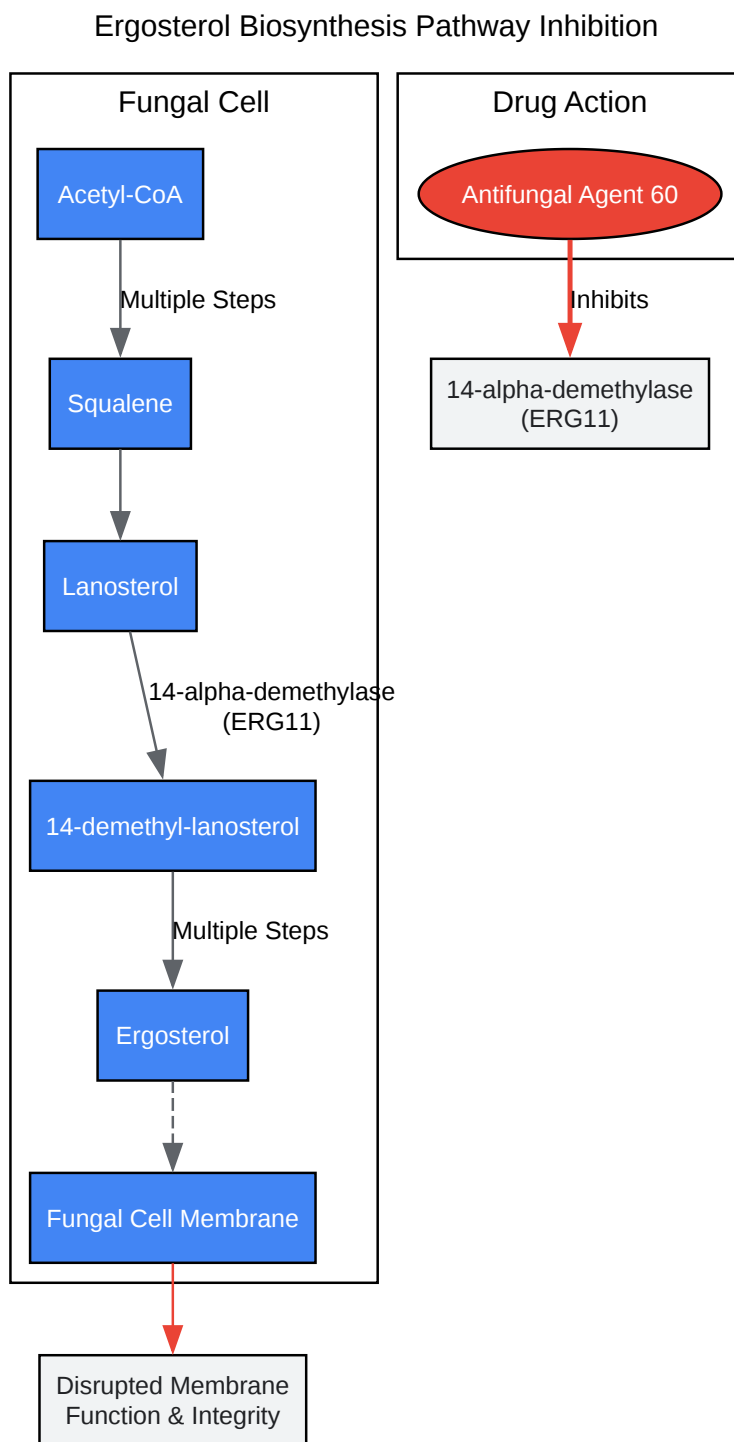 Ergosterol Biosynthesis Pathway Inhibition
Fungal Cell
Acetyl-CoA
Multiple Steps
Squalene
Lanosterol
14-alpha-demethylase
(ERG11)
14-demethyl-lanosterol
Multiple Steps
Ergosterol
Fungal Cell Membrane
Disrupted Membrane
Function & Integrity
Drug Action
Antifungal Agent 60
Inhibits
14-alpha-demethylase
(ERG11)